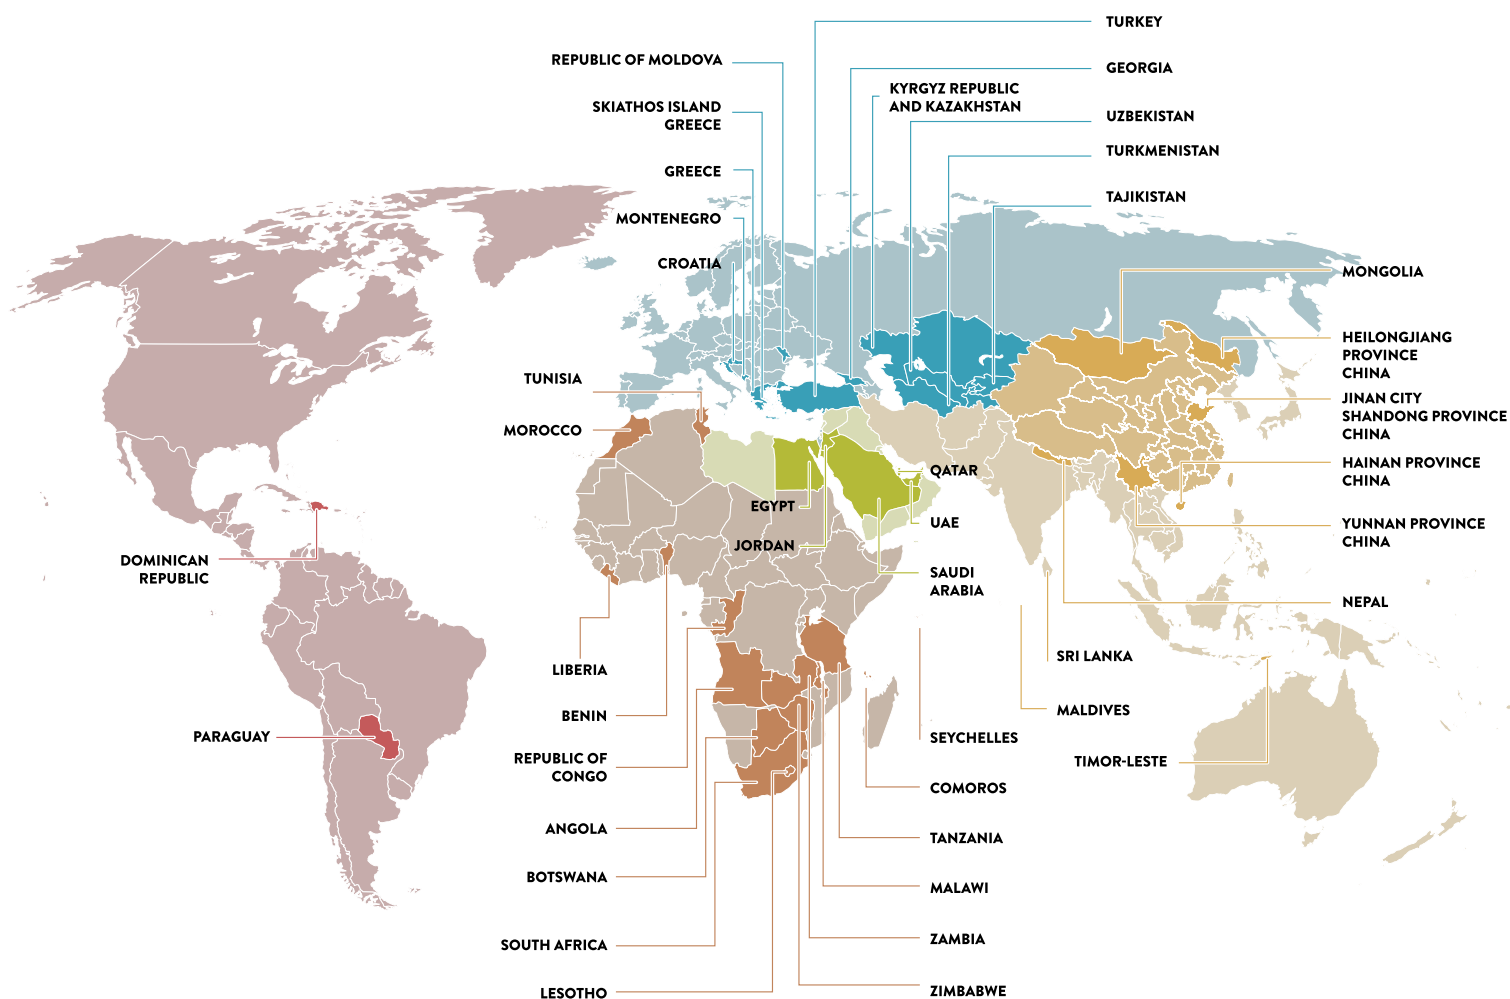 TURKEY
REPUBLIC OF MOLDOVA
GEORGIA
KYRGYZ REPUBLIC
AND KAZAKHSTAN
SKIATHOS ISLAND
GREECE
UZBEKISTAN
TURKMENISTAN
GREECE
TAJIKISTAN
MONTENEGRO
CROATIA
MONGOLIA
HEILONGJIANG
PROVINCE
CHINA
TUNISIA
JINAN CITY
SHANDONG PROVINCE
CHINA
MOROCCO
HAINAN PROVINCE
CHINA
QATAR
EGYPT
UAE
YUNNAN PROVINCE
CHINA
JORDAN
DOMINICAN
REPUBLIC
SAUDI
ARABIA
NEPAL
SRI LANKA
LIBERIA
MALDIVES
BENIN
PARAGUAY
SEYCHELLES
REPUBLIC OF
CONGO
TIMOR-LESTE
COMOROS
ANGOLA
TANZANIA
BOTSWANA
MALAWI
SOUTH AFRICA
ZAMBIA
LESOTHO
ZIMBABWE